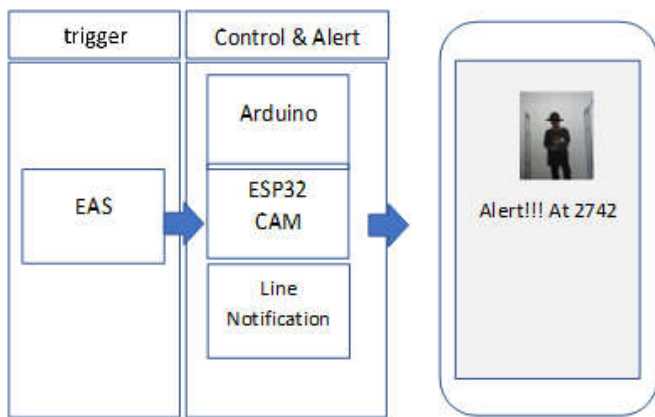 trigger
Control & Alert
Arduino
EAS
ESP32
CAM
Line
Notification
Alert!!! At 2742